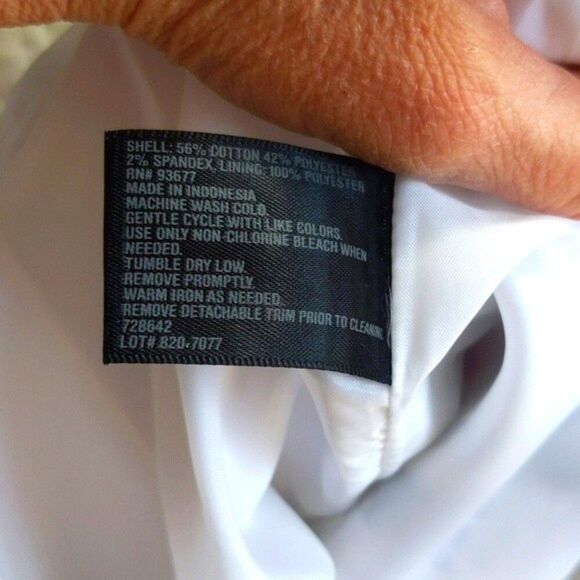 SHELL: 56% COTTON 42% POLYESTER
2% SPANDEX, LINING: 100% POLYESTER
RN# 93677
MADE IN INDONESIA
MACHINE WASH COLD.
GENTLE CYCLE WITH LIKE COLORS.
USE ONLY NON-CHLORINE BLEACH WHEN
NEEDED.
TUMBLE DRY LOW.
REMOVE PROMPTLY.
WARM IRON AS NEEDED.
REMOVE DETACHABLE TRIM PRIOR TO CLEANING
728642
LOT# 820-7077